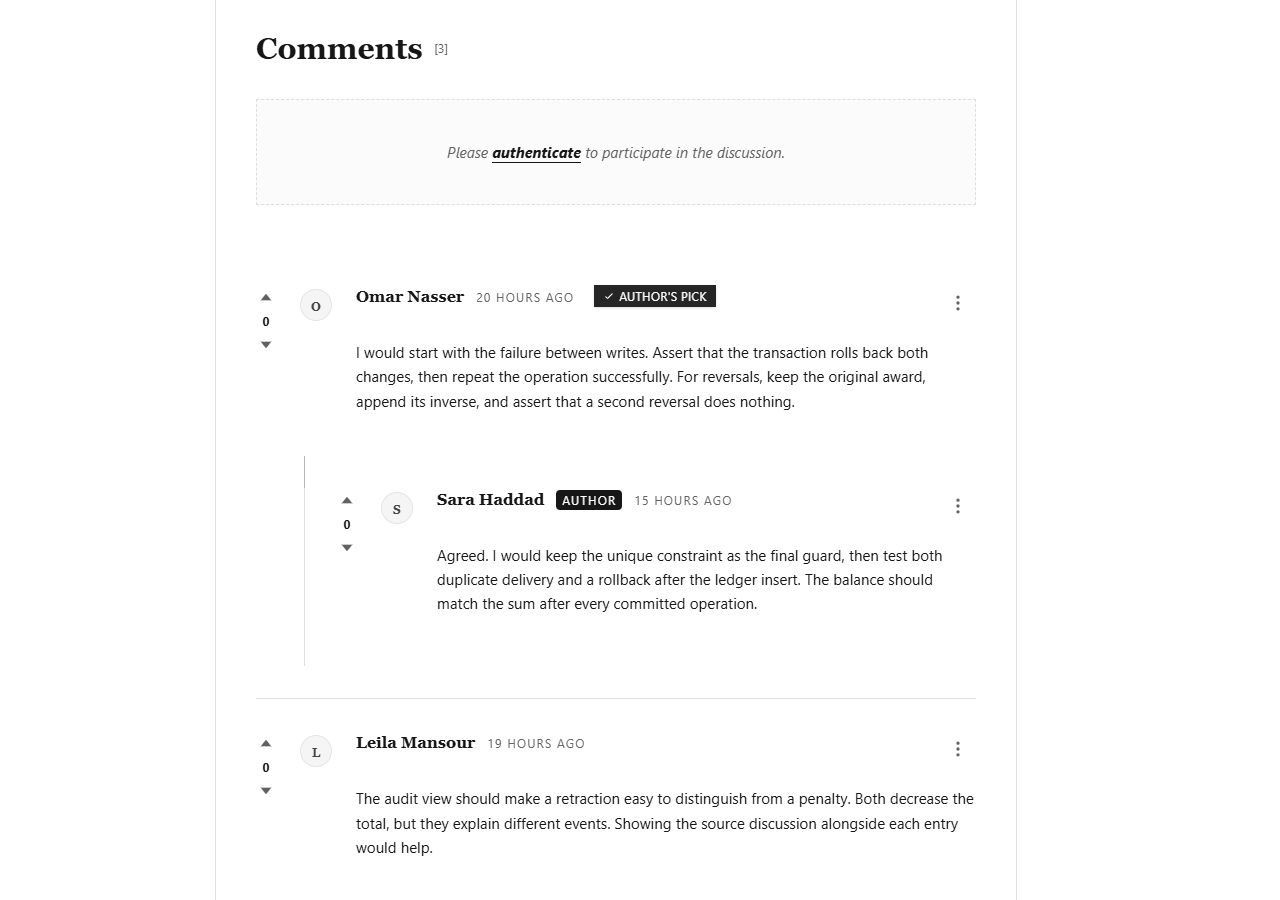 Comments [3]
Please authenticate to participate in the discussion.
O Omar Nasser 20 HOURS AGO ✓ AUTHOR'S PICK
0
I would start with the failure between writes. Assert that the transaction rolls back both
changes, then repeat the operation successfully. For reversals, keep the original award,
append its inverse, and assert that a second reversal does nothing.
S Sara Haddad AUTHOR 15 HOURS AGO
0
Agreed. I would keep the unique constraint as the final guard, then test both
duplicate delivery and a rollback after the ledger insert. The balance should
match the sum after every committed operation.
L Leila Mansour 19 HOURS AGO
0
The audit view should make a retraction easy to distinguish from a penalty. Both decrease the
total, but they explain different events. Showing the source discussion alongside each entry
would help.